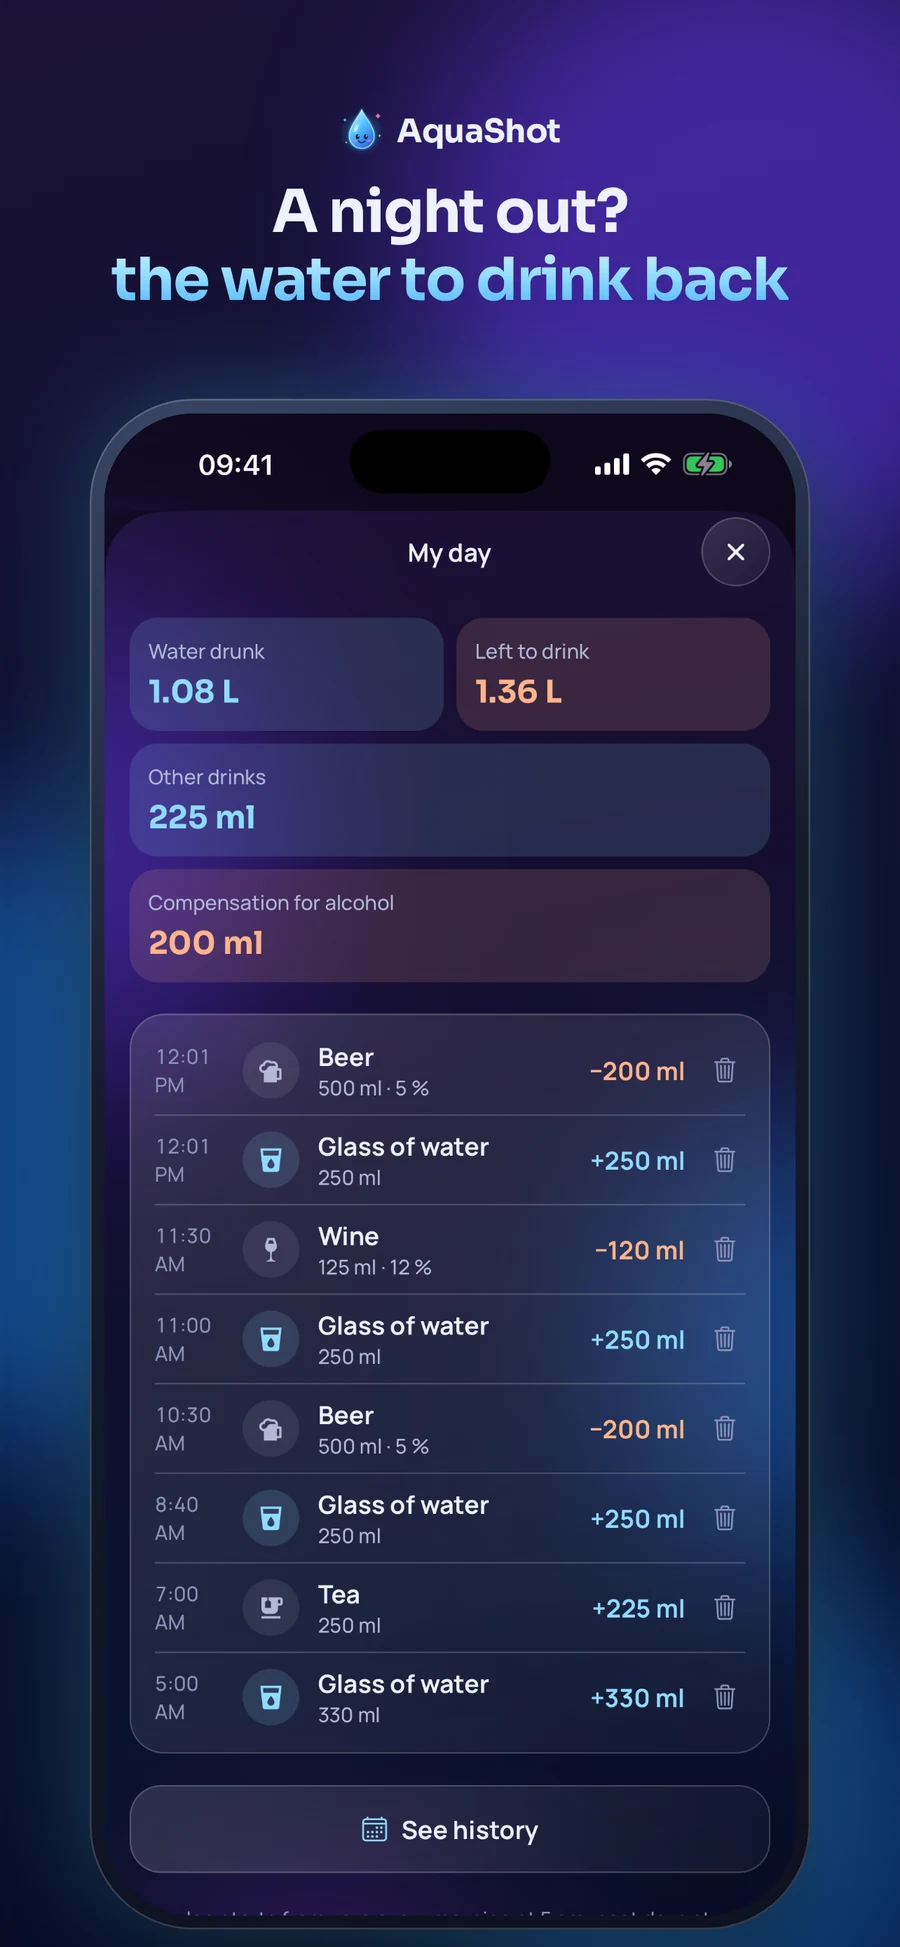 AquaShot
A night out?
the water to drink back
09:41
My day
Water drunk
1.08 L
Left to drink
1.36 L
Other drinks
225 ml
Compensation for alcohol
200 ml
12:01
PM
Beer
500 ml · 5 %
−200 ml
12:01
PM
Glass of water
250 ml
+250 ml
11:30
AM
Wine
125 ml · 12 %
−120 ml
11:00
AM
Glass of water
250 ml
+250 ml
10:30
AM
Beer
500 ml · 5 %
−200 ml
8:40
AM
Glass of water
250 ml
+250 ml
7:00
AM
Tea
250 ml
+225 ml
5:00
AM
Glass of water
330 ml
+330 ml
See history